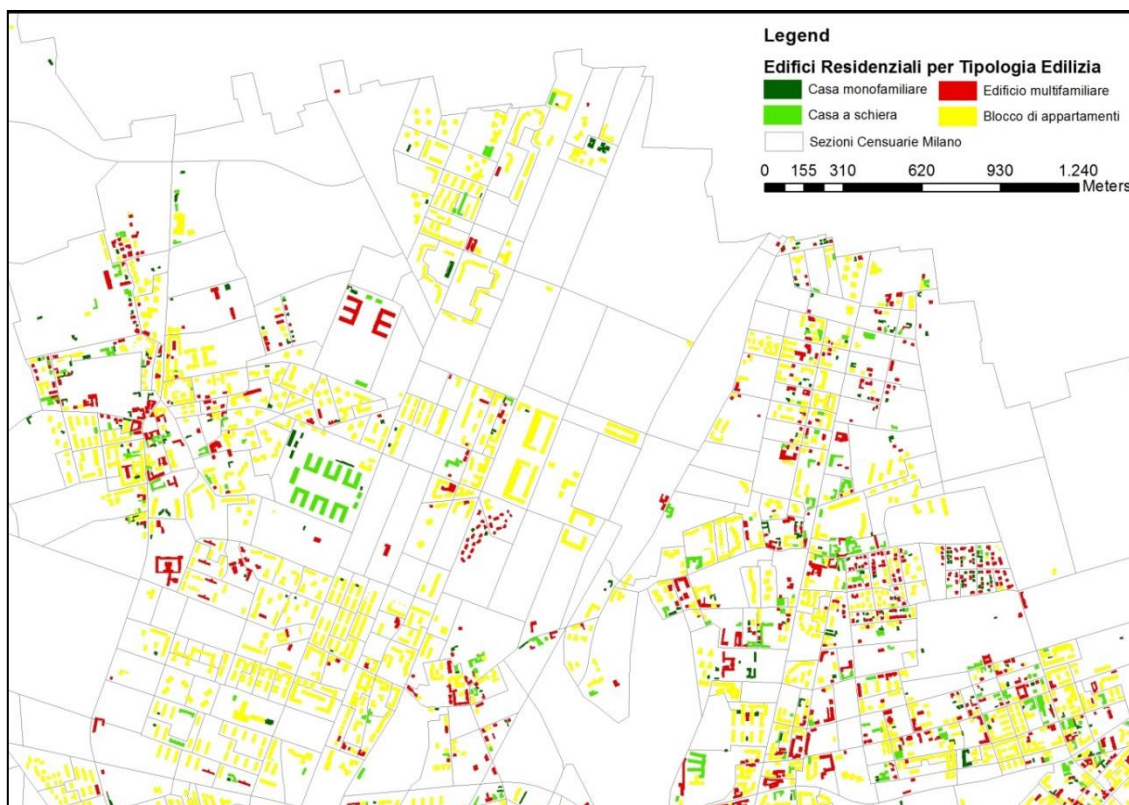 Legend
Edifici Residenziali per Tipologia Edilizia
Casa monofamiliare
Edificio multifamiliare
Casa a schiera
Blocco di appartamenti
Sezioni Censuarie Milano
0 155 310 620 930 1.240
Meters